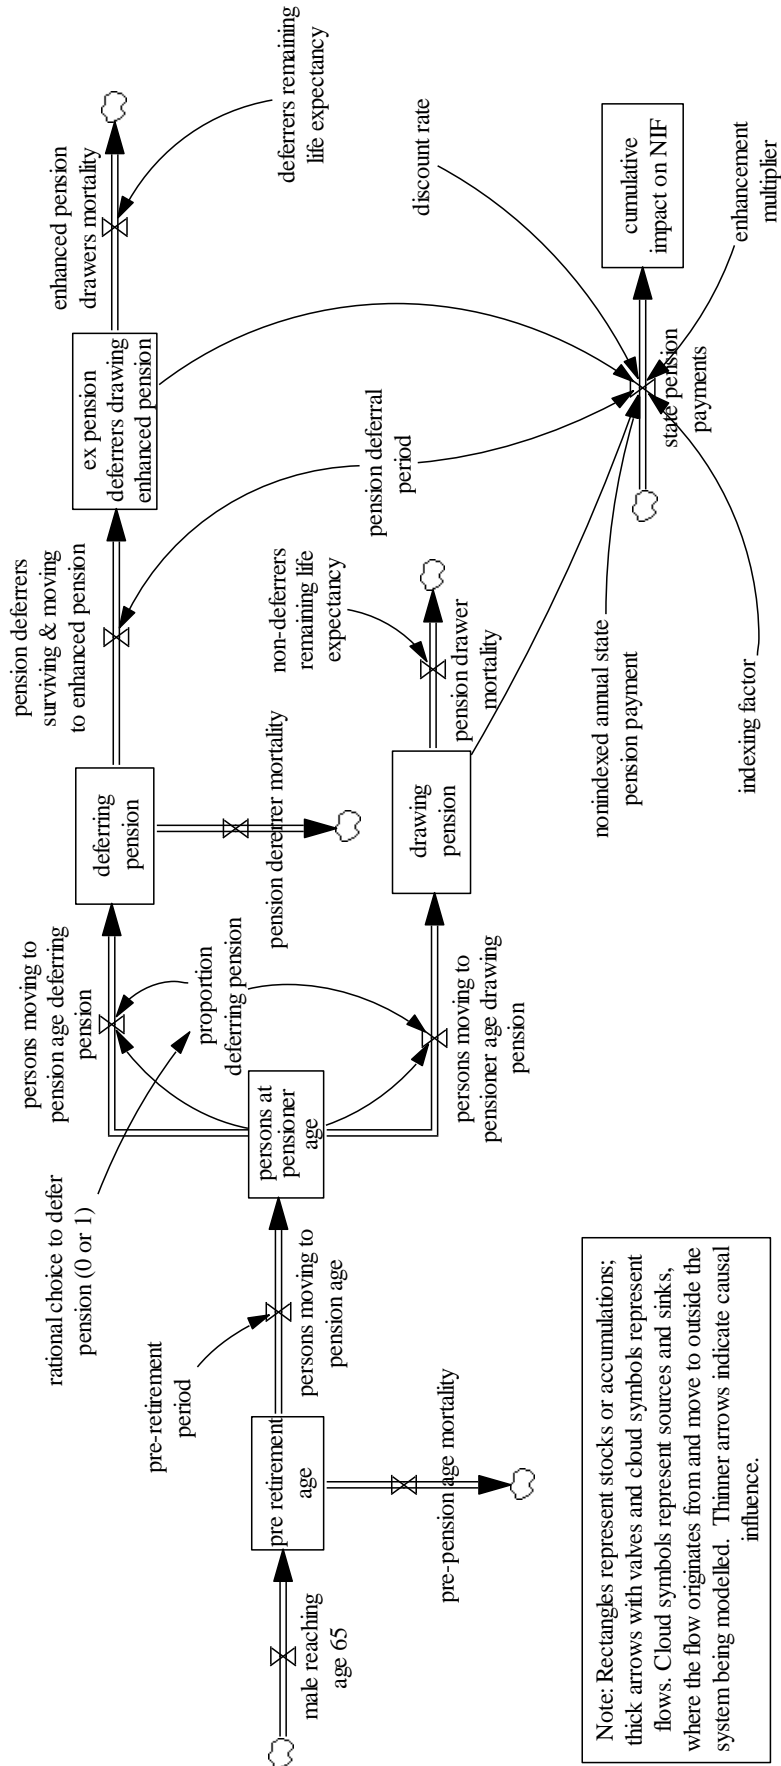 male reaching
age 65
pre retirement
age
pre-pension age mortality
pre-retirement
period
persons moving to
pension age
rational choice to defer
pension (0 or 1)
persons at
pensioner
age
persons moving to
pension age deferring
pension
proportion
deferring pension
persons moving to
pensioner age drawing
pension
deferring
pension
pension dererrer mortality
drawing
pension
pension deferrers
surviving & moving
to enhanced pension
non-deferrers
remaining life
expectancy
pension drawer
mortality
pension deferral
period
ex pension
deferrers drawing
enhanced pension
enhanced pension
drawers mortality
deferrers remaining
life expectancy
discount rate
nonindexed annual state
pension payment
indexing factor
state pension
payments
cumulative
impact on NIF
enhancement
multiplier
Note: Rectangles represent stocks or accumulations;
thick arrows with valves and cloud symbols represent
flows. Cloud symbols represent sources and sinks,
where the flow originates from and move to outside the
system being modelled. Thinner arrows indicate causal
influence.